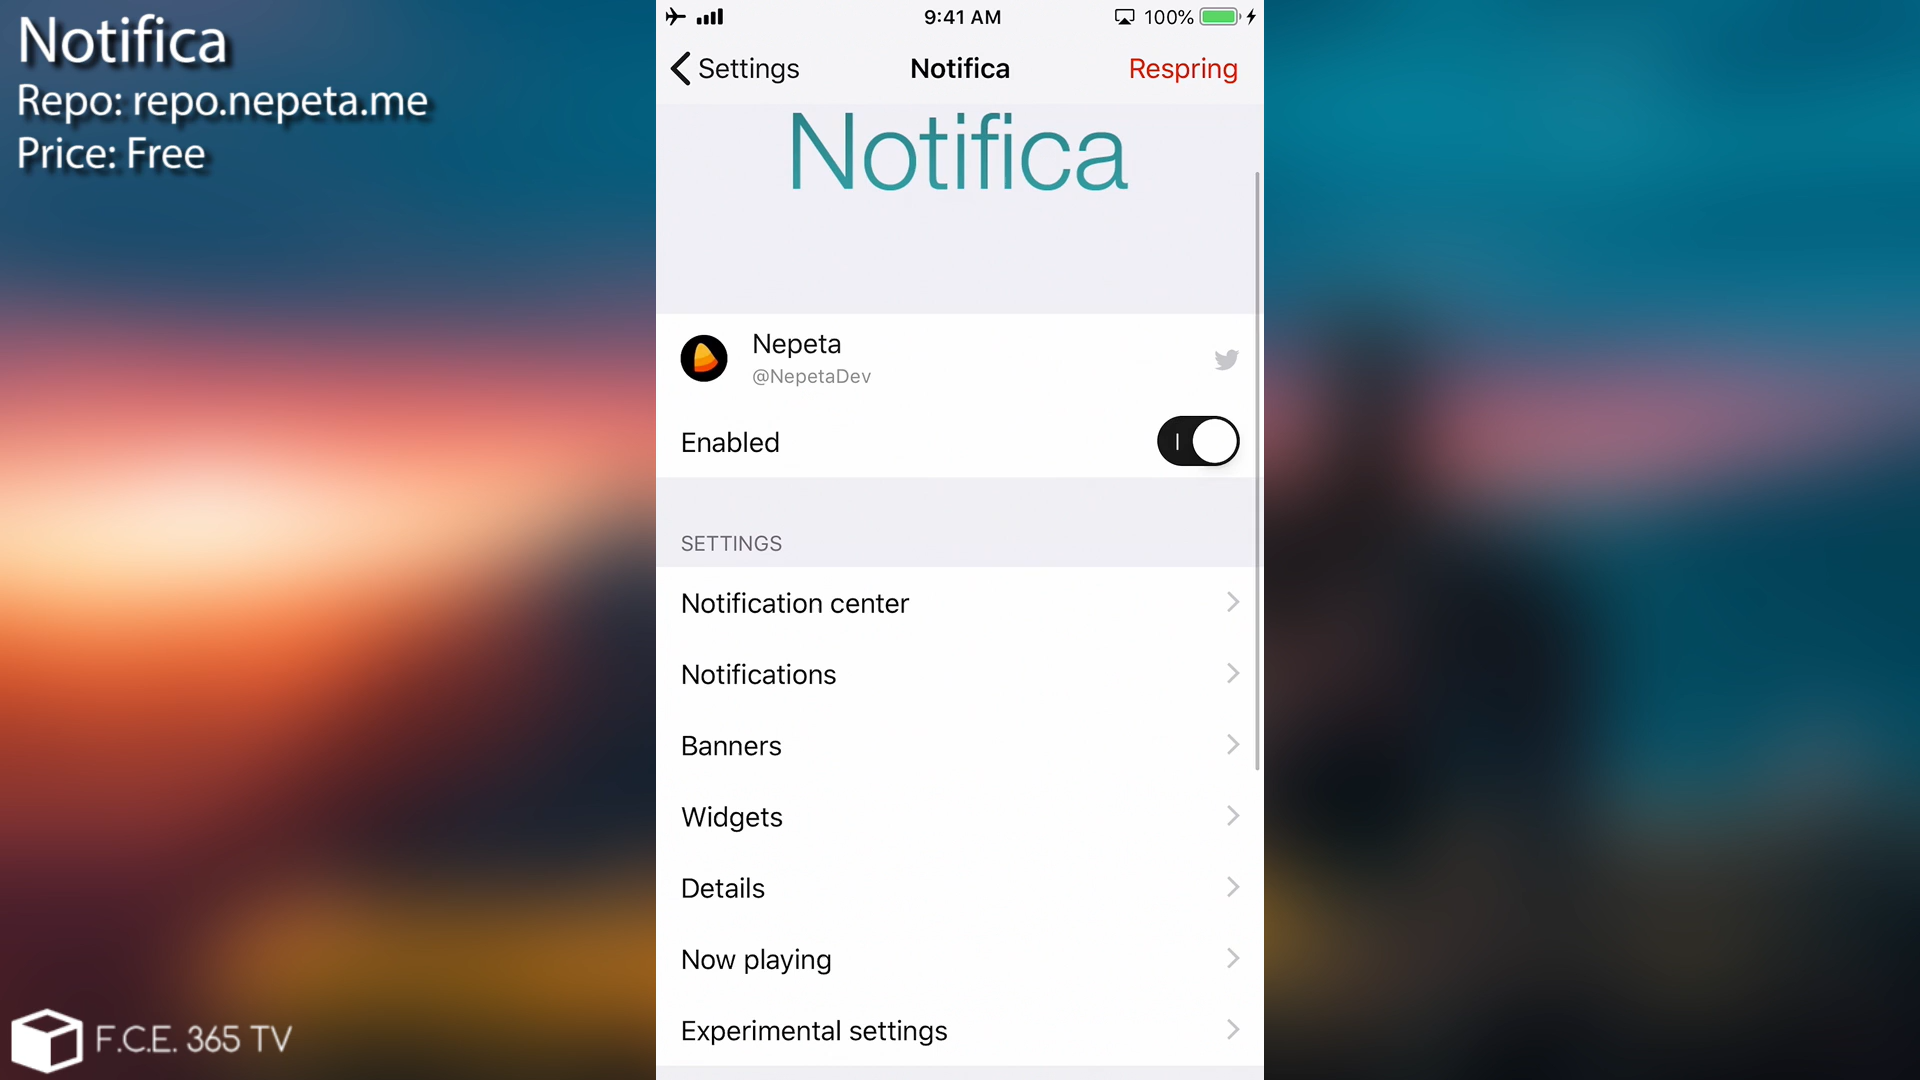 Notifica
Repo: repo.nepeta.me
Price: Free
9:41 AM
100%
Settings
Notifica
Respring
Notifica
Nepeta
@NepetaDev
Enabled
SETTINGS
Notification center
Notifications
Banners
Widgets
Details
Now playing
Experimental settings
F.C.E. 365 TV